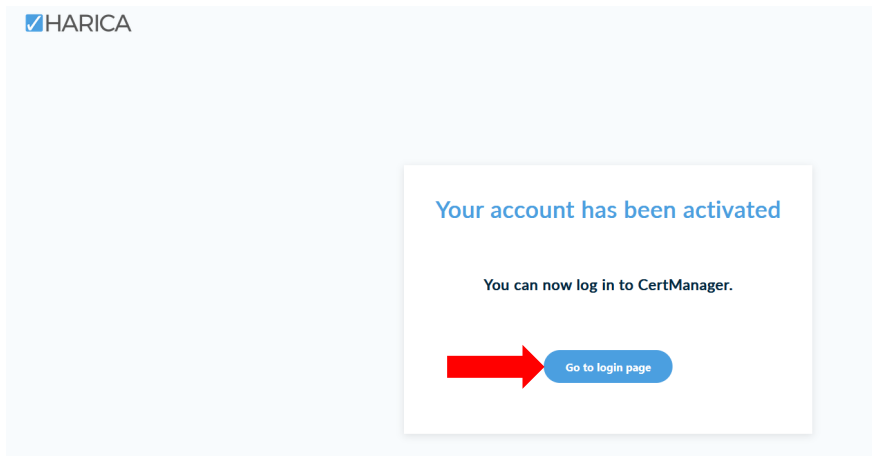 HARICA
Your account has been activated
You can now log in to CertManager.
Go to login page